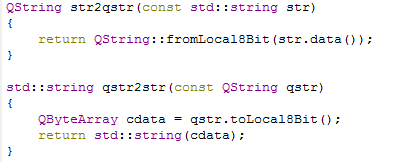 QString str2qstr(const std::string str)
{
    return QString::fromLocal8Bit(str.data());
}
std::string qstr2str(const QString qstr)
{
    QByteArray cdata = qstr.toLocal8Bit();
    return std::string(cdata);
}